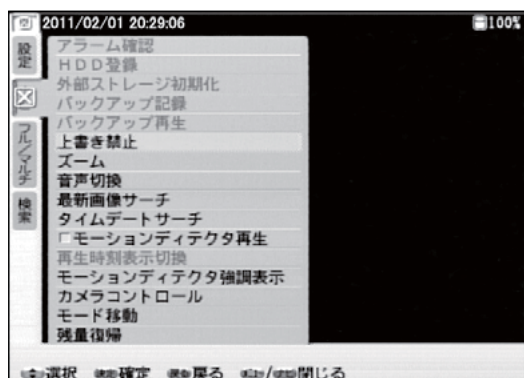 2011/02/01 20:29:06 100%
設定
フル/マルチ
検索
アラーム確認
HDD登録
外部ストレージ初期化
バックアップ記録
バックアップ再生
上書き禁止
ズーム
音声切換
最新画像サーチ
タイムデートサーチ
モーションディテクタ再生
再生時刻表示切換
モーションディテクタ強調表示
カメラコントロール
モード移動
残量復帰
選択 確定 戻る / 閉じる